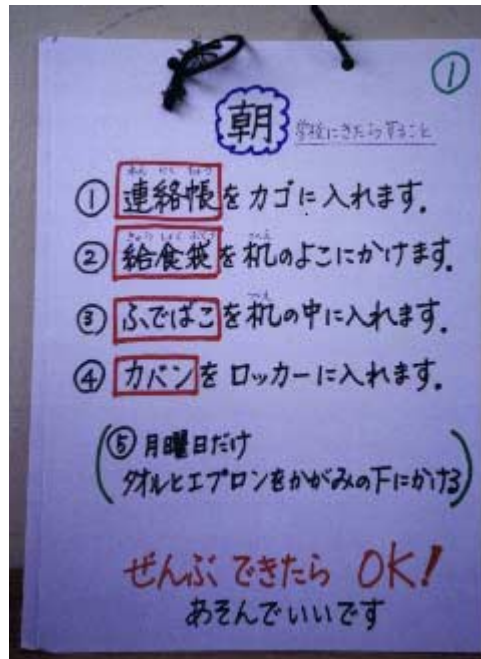 ①
朝 学校にきたらすること
① 連絡帳をカゴに入れます.
② 給食袋を机のよこにかけます.
③ ふでばこを机の中に入れます.
④ カバンをロッカーに入れます.
(⑤ 月曜日だけ
タオルとエプロンをかがみの下にかける)
ぜんぶできたら OK!
あそんでいいです